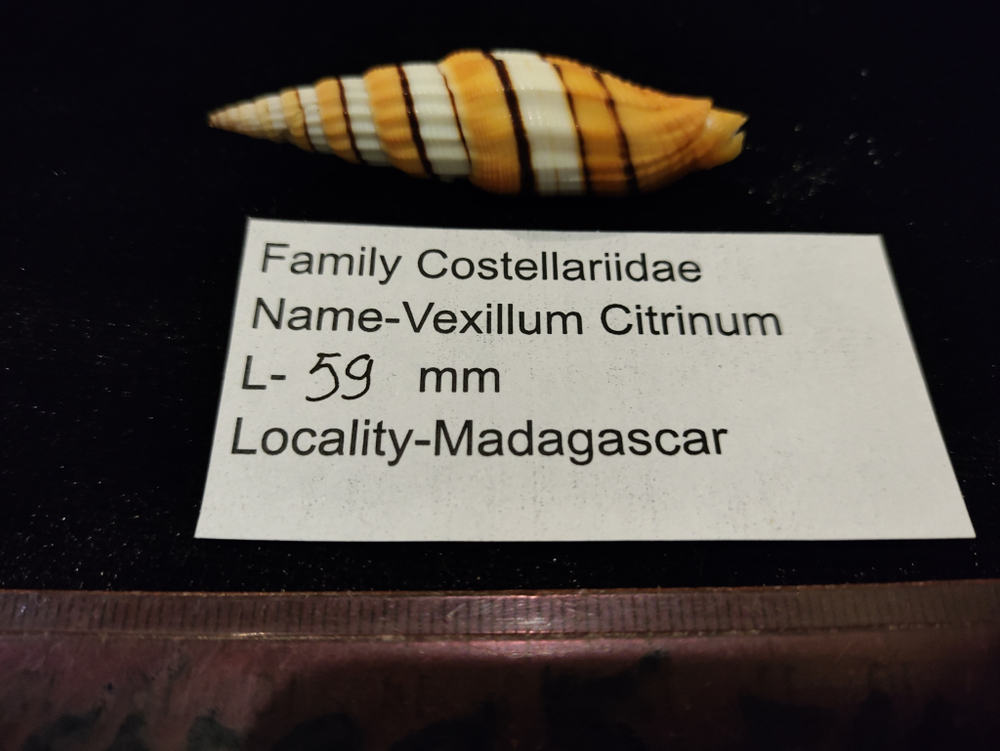 Family Costellariidae
Name-Vexillum Citrinum
L- 59 mm
Locality-Madagascar